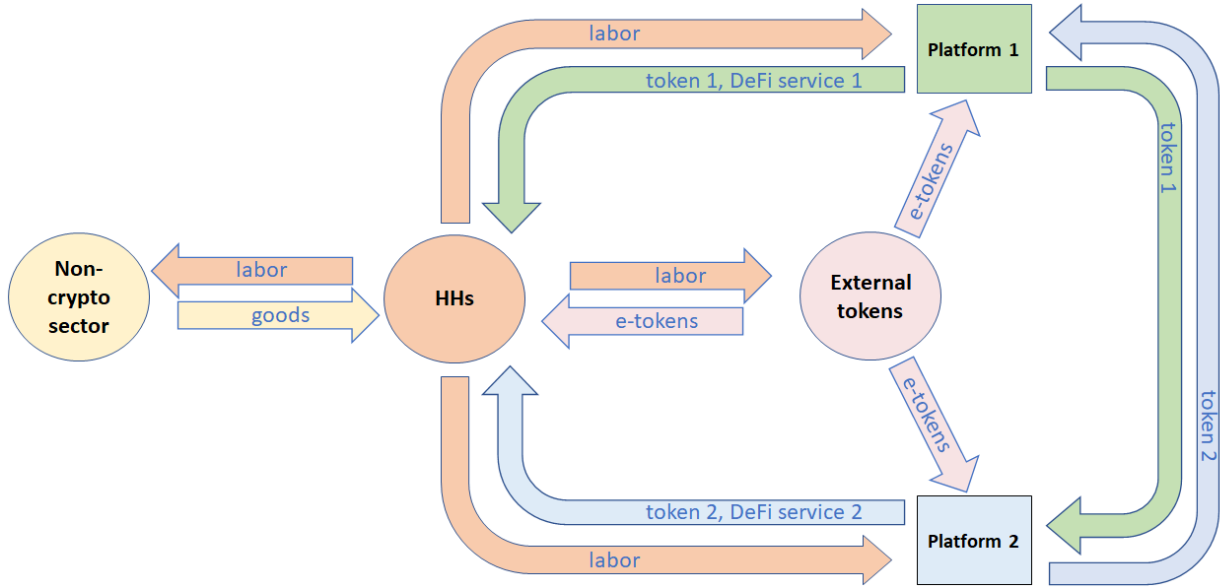 labor
Platform 1
token 1, DeFi service 1
token 1
e-tokens
Non-
crypto
sector
labor
goods
HHs
labor
e-tokens
External
tokens
e-tokens
token 2
token 2, DeFi service 2
Platform 2
labor